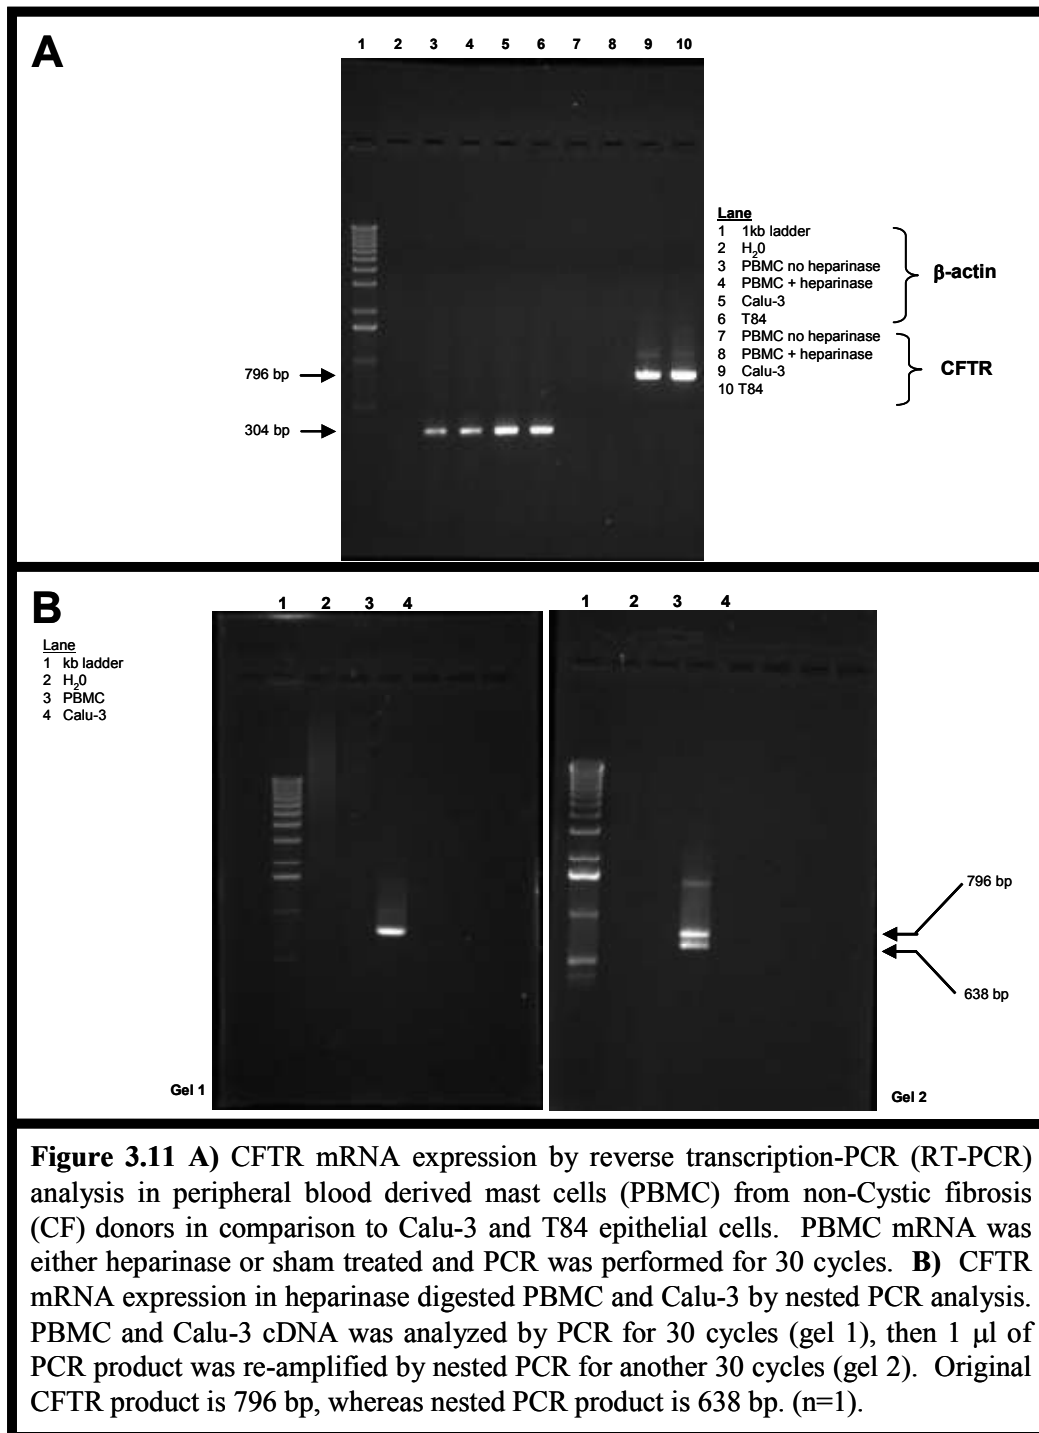 A
1 2 3 4 5 6 7 8 9 10
Lane
1 1kb ladder
2 H20
3 PBMC no heparinase
4 PBMC + heparinase
5 Calu-3
6 T84
7 PBMC no heparinase
8 PBMC + heparinase
9 Calu-3
10 T84
β-actin
CFTR
796 bp
304 bp
B
Lane
1 kb ladder
2 H20
3 PBMC
4 Calu-3
1 2 3 4
1 2 3 4
796 bp
638 bp
Gel 1
Gel 2
Figure 3.11 A) CFTR mRNA expression by reverse transcription-PCR (RT-PCR)
analysis in peripheral blood derived mast cells (PBMC) from non-Cystic fibrosis
(CF) donors in comparison to Calu-3 and T84 epithelial cells. PBMC mRNA was
either heparinase or sham treated and PCR was performed for 30 cycles. B) CFTR
mRNA expression in heparinase digested PBMC and Calu-3 by nested PCR analysis.
PBMC and Calu-3 cDNA was analyzed by PCR for 30 cycles (gel 1), then 1 μl of
PCR product was re-amplified by nested PCR for another 30 cycles (gel 2). Original
CFTR product is 796 bp, whereas nested PCR product is 638 bp. (n=1).